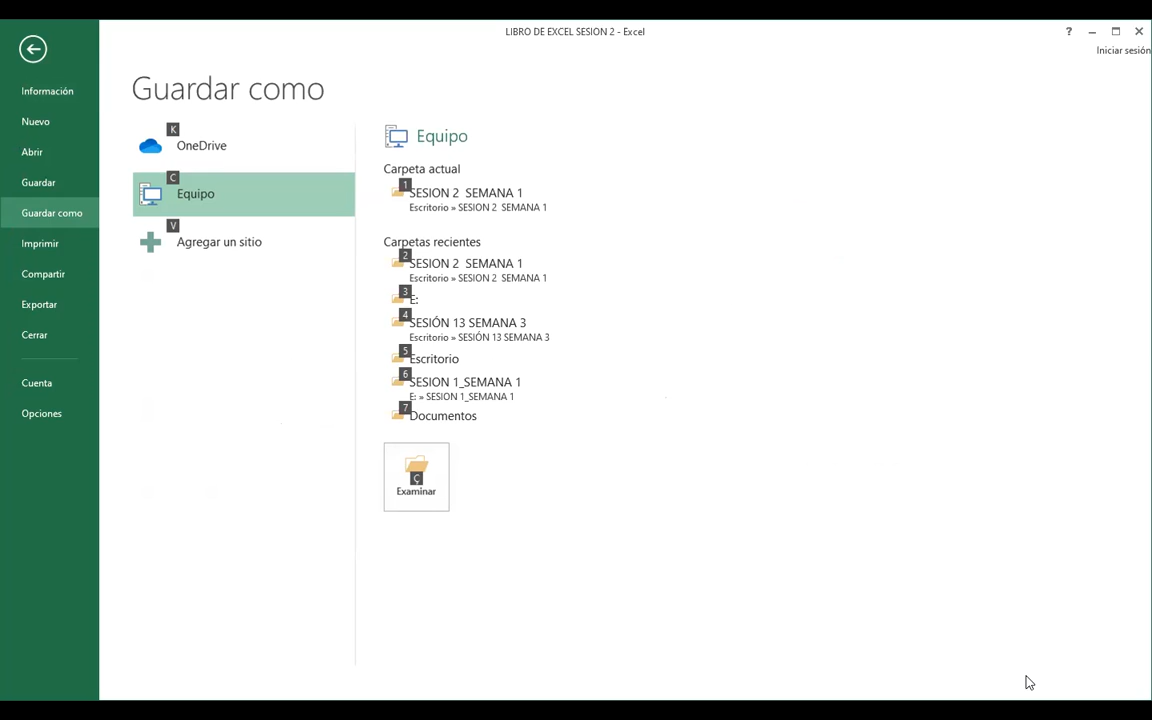 LIBRO DE EXCEL SESION 2 - Excel
?
Iniciar sesión
Información
Nuevo
Abrir
Guardar
Guardar como
Imprimir
Compartir
Exportar
Cerrar
Cuenta
Opciones
Guardar como
K
OneDrive
C
Equipo
V
Agregar un sitio
Equipo
Carpeta actual
1
SESION 2 SEMANA 1
Escritorio » SESION 2 SEMANA 1
Carpetas recientes
2
SESION 2 SEMANA 1
Escritorio » SESION 2 SEMANA 1
3
E:
4
SESIÓN 13 SEMANA 3
Escritorio » SESIÓN 13 SEMANA 3
5
Escritorio
6
SESION 1_SEMANA 1
E: » SESION 1_SEMANA 1
7
Documentos
Ç
Examinar